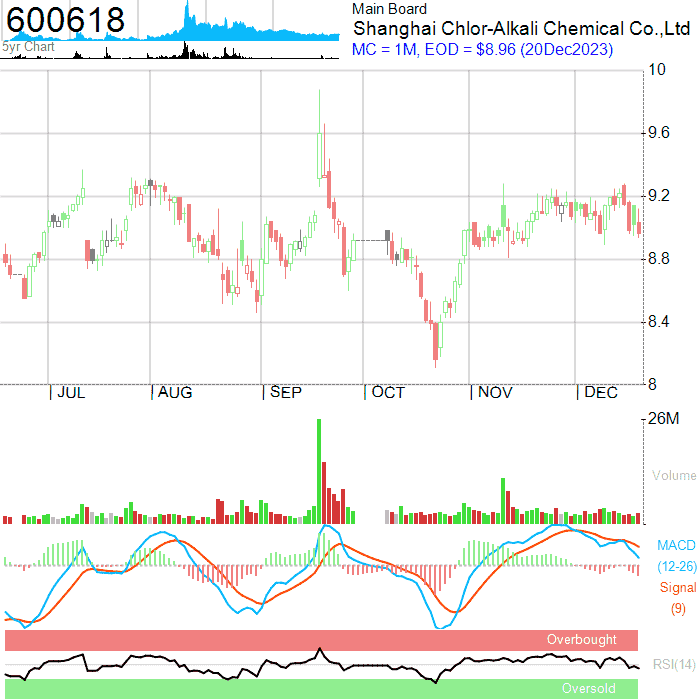 600618
5yr Chart
Main Board
Shanghai Chlor-Alkali Chemical Co.,Ltd
MC = 1M, EOD = $8.96 (20Dec2023)
10
9.6
9.2
8.8
8.4
8
JUL
AUG
SEP
OCT
NOV
DEC
26M
Volume
MACD
(12-26)
Signal
(9)
Overbought
RSI(14)
Oversold